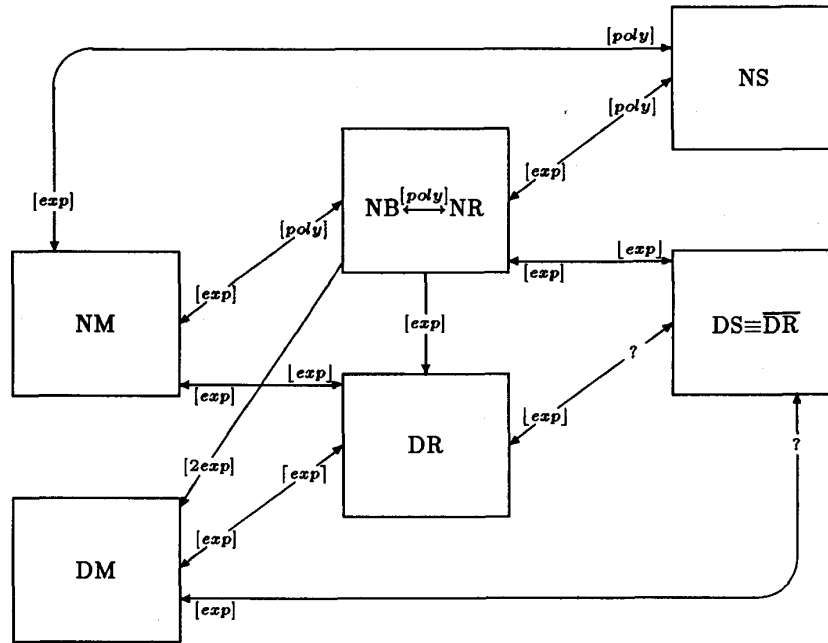 [poly]
NS
[poly]
NB [poly] NR
[exp]
[exp]
[poly]
[exp]
⌊exp⌋
NM
[exp]
[exp]
DS≡DR̅
?
⌊exp⌋
[exp]
DR
⌊exp⌋
?
[2exp]
⌈exp⌉
[exp]
DM
[exp]